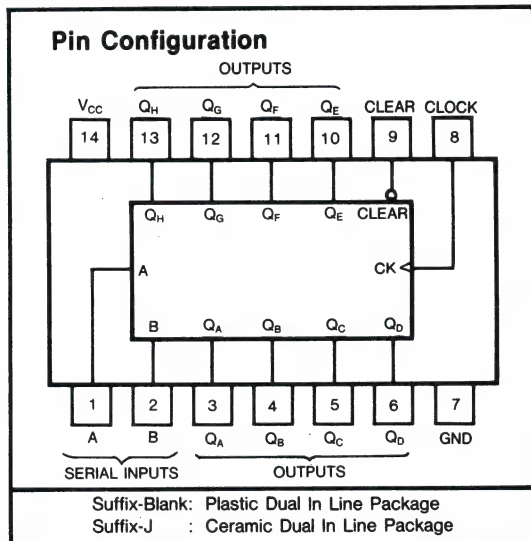 Pin Configuration
OUTPUTS
VCC QH QG QF QE CLEAR CLOCK
14 13 12 11 10 9 8
QH QG QF QE CLEAR
A CK
B QA QB QC QD
1 2 3 4 5 6 7
A B QA QB QC QD GND
SERIAL INPUTS OUTPUTS
Suffix-Blank: Plastic Dual In Line Package
Suffix-J : Ceramic Dual In Line Package